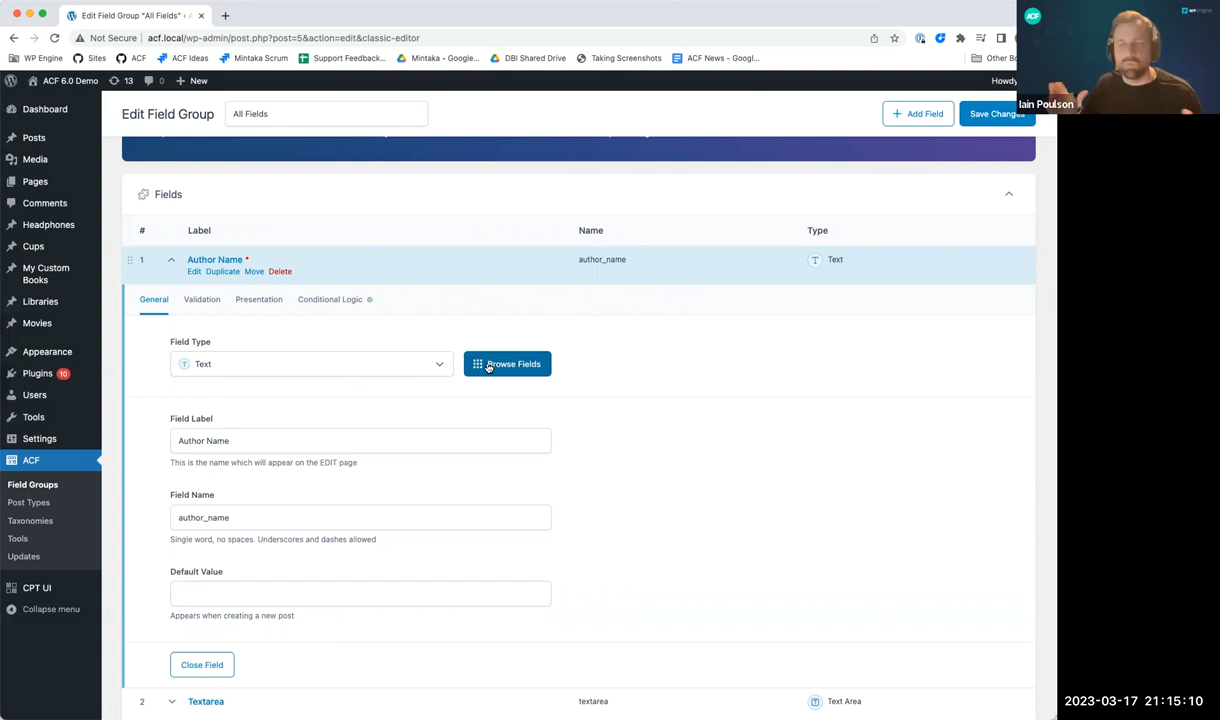 Edit Field Group "All Fields" ‹ A
Not Secure acf.local/wp-admin/post.php?post=5&action=edit&classic-editor
WP Engine Sites ACF ACF Ideas Mintaka Scrum Support Feedback... Mintaka - Google... DBI Shared Drive Taking Screenshots ACF News - Goog... Other Bo
ACF
wpengine
Iain Poulson
ACF 6.0 Demo 13 0 New Howdy
Dashboard
Posts
Media
Pages
Comments
Headphones
Cups
My Custom
Books
Libraries
Movies
Appearance
Plugins 10
Users
Tools
Settings
ACF
Field Groups
Post Types
Taxonomies
Tools
Updates
CPT UI
Collapse menu
Edit Field Group All Fields + Add Field Save Changes
Fields
# Label Name Type
1 Author Name * author_name Text
Edit Duplicate Move Delete
General Validation Presentation Conditional Logic
Field Type
Text Browse Fields
Field Label
Author Name
This is the name which will appear on the EDIT page
Field Name
author_name
Single word, no spaces. Underscores and dashes allowed
Default Value
Appears when creating a new post
Close Field
2 Textarea textarea Text Area
2023-03-17 21:15:10